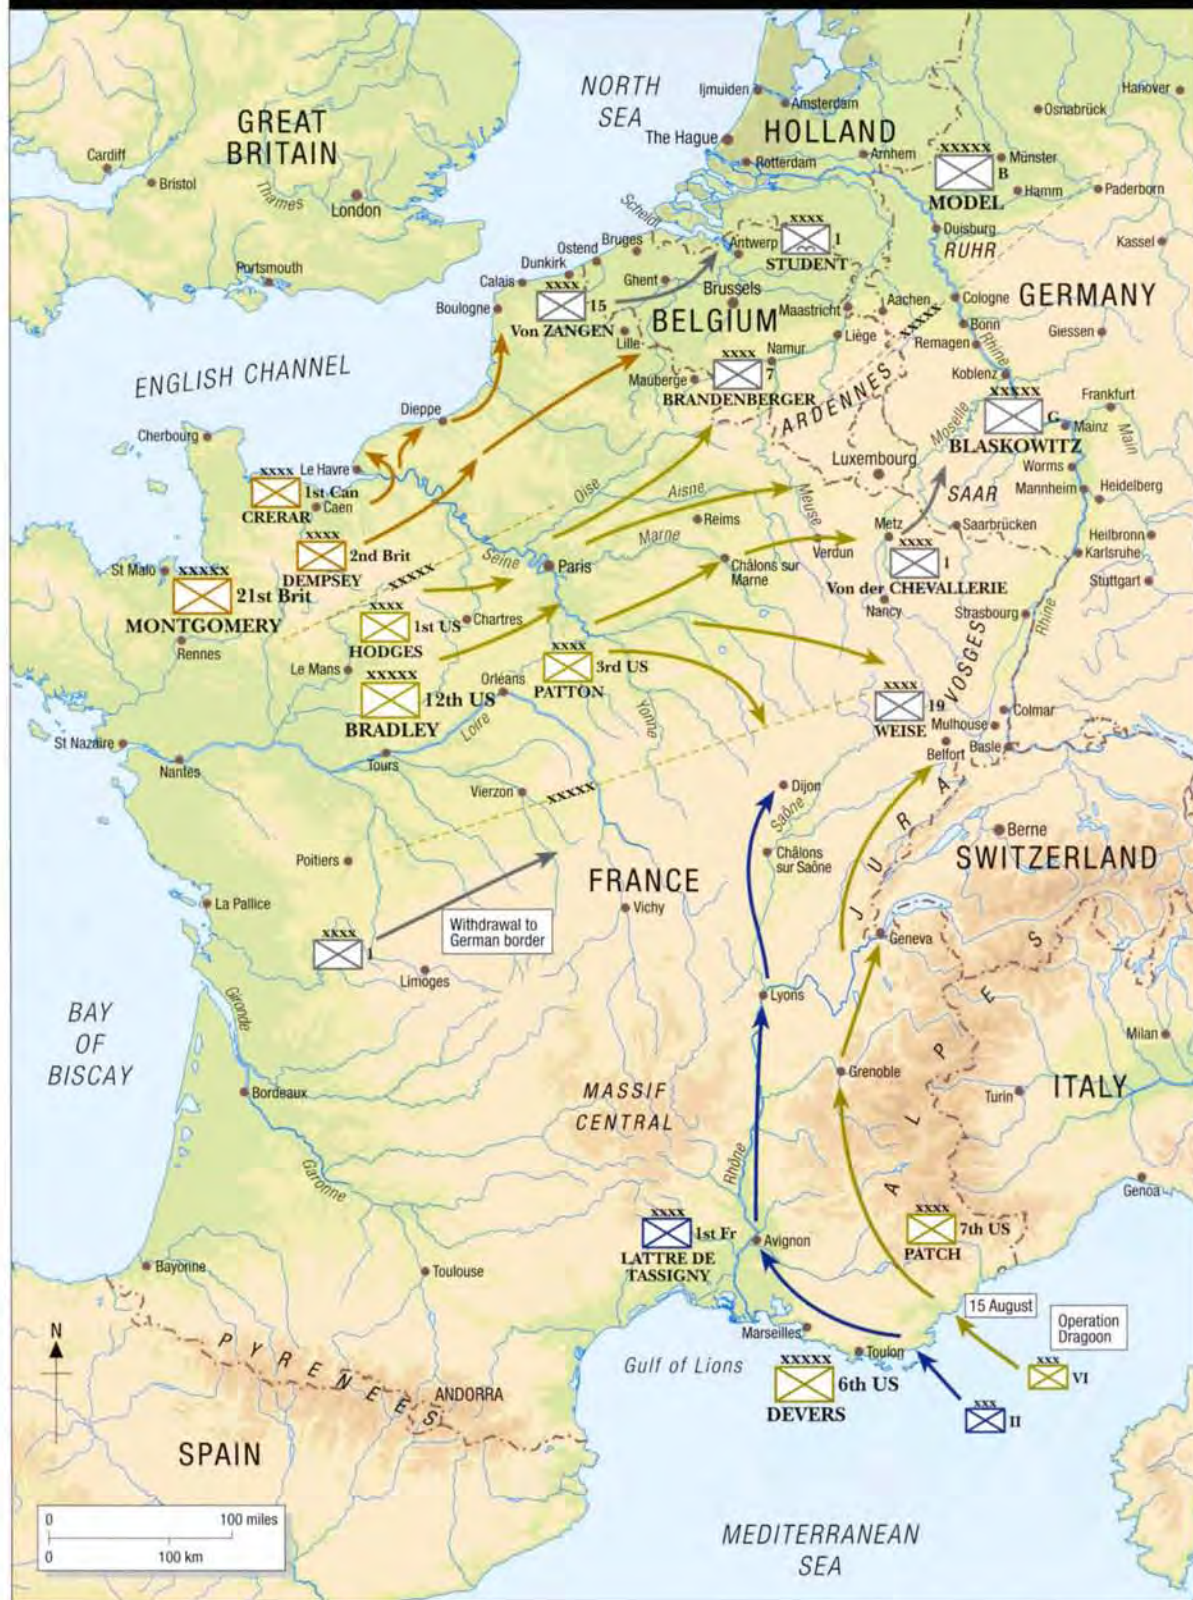 NORTH
SEA
Ijmuiden
Amsterdam
Hanover
Osnabrück
GREAT
BRITAIN
The Hague
HOLLAND
Cardiff
Bristol
Thames
London
Rotterdam
Arnhem
XXXXX
B
MODEL
Münster
Hamm
Paderborn
Portsmouth
Scheldt
Duisburg
RUHR
Kassel
Ostend
Bruges
Dunkirk
Calais
Ghent
Antwerp
XXXX
1
STUDENT
Brussels
Boulogne
XXXX
15
Von ZANGEN
Lille
BELGIUM
Maastricht
Aachen
XXXXX
Cologne
GERMANY
Bonn
Giessen
Liège
Remagen
Rhine
Namur
XXXX
7
BRANDENBERGER
Mauberge
ARDENNES
Koblenz
Frankfurt
ENGLISH CHANNEL
Dieppe
Moselle
XXXXX
G
BLASKOWITZ
Mainz
Main
Cherbourg
Le Havre
XXXX
1st Can
CRERAR
Caen
Oise
Aisne
Luxembourg
Worms
SAAR
Mannheim
Heidelberg
Meuse
Reims
Marne
XXXX
2nd Brit
DEMPSEY
Seine
Metz
Saarbrücken
Heilbronn
Karlsruhe
Verdun
XXXX
1
Von der CHEVALLERIE
Châlons sur
Marne
Paris
Stuttgart
St Malo
XXXXX
21st Brit
MONTGOMERY
XXXXX
Rennes
XXXX
1st US
HODGES
Chartres
Nancy
Strasbourg
Rhine
VOSGES
Le Mans
XXXXX
12th US
BRADLEY
Orléans
XXXX
3rd US
PATTON
Loire
Yonne
XXXX
19
WEISE
Colmar
Mulhouse
Belfort
Basle
St Nazaire
Nantes
Tours
Vierzon
XXXXX
Dijon
Saône
JURA
Berne
SWITZERLAND
Poitiers
Châlons
sur Saône
FRANCE
La Pallice
Vichy
Withdrawal to
German border
XXXX
1
Limoges
Geneva
ALPES
Lyons
Gironde
BAY
OF
BISCAY
Milan
Grenoble
Turin
ITALY
Bordeaux
MASSIF
CENTRAL
Rhône
Garonne
Genoa
XXXX
1st Fr
LATTRE DE
TASSIGNY
Avignon
XXXX
7th US
PATCH
Bayonne
Toulouse
15 August
Operation
Dragoon
Marseilles
Toulon
Gulf of Lions
XXX
VI
XXXXX
6th US
DEVERS
XXX
II
N
PYRENEES
ANDORRA
SPAIN
0 100 miles
0 100 km
MEDITERRANEAN
SEA